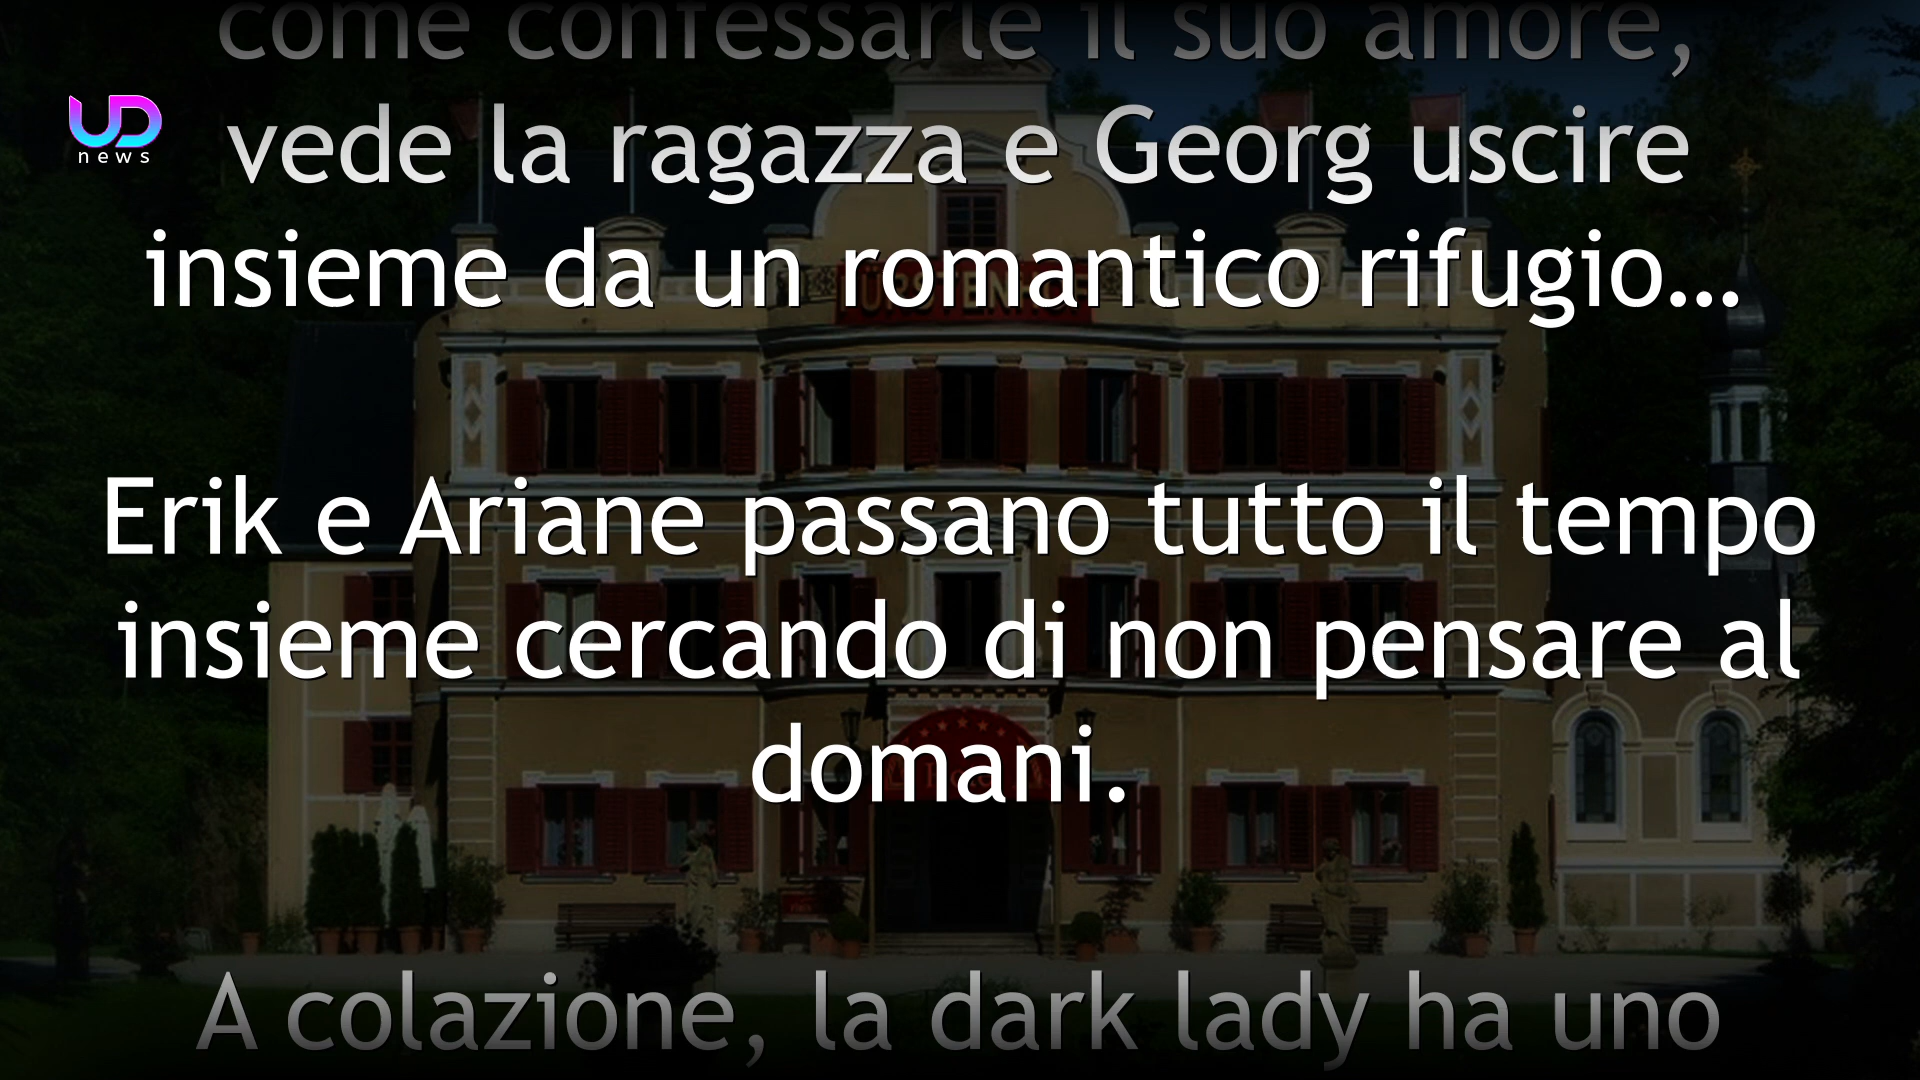 come confessarle il suo amore,
UD
news
vede la ragazza e Georg uscire
insieme da un romantico rifugio...
FÜRSTENHOF
Erik e Ariane passano tutto il tempo
insieme cercando di non pensare al
domani.
A colazione, la dark lady ha uno